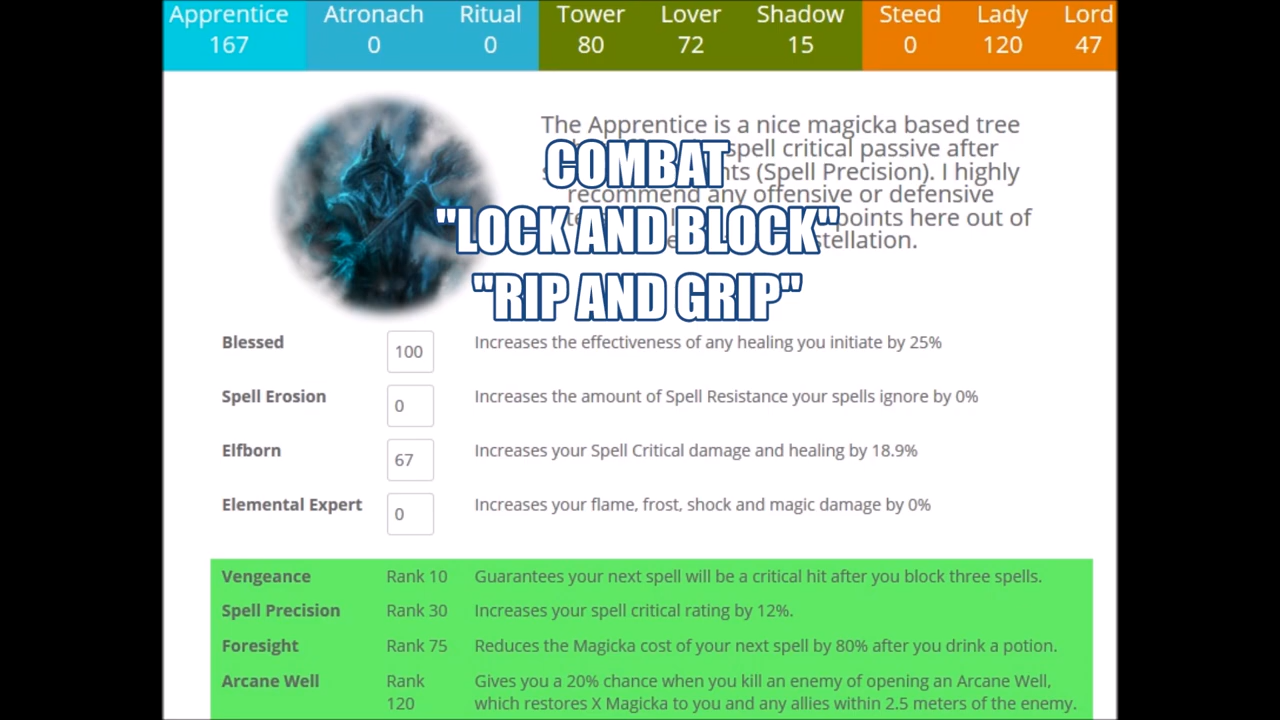 Apprentice Atronach Ritual Tower Lover Shadow Steed Lady Lord
167 0 0 80 72 15 0 120 47
The Apprentice is a nice magicka based tree
spell critical passive after
(Spell Precision). I highly
recommend any offensive or defensive
points here out of
COMBAT
"LOCK AND BLOCK"
"RIP AND GRIP"
Blessed 100 Increases the effectiveness of any healing you initiate by 25%
Spell Erosion 0 Increases the amount of Spell Resistance your spells ignore by 0%
Elfborn 67 Increases your Spell Critical damage and healing by 18.9%
Elemental Expert 0 Increases your flame, frost, shock and magic damage by 0%
Vengeance Rank 10 Guarantees your next spell will be a critical hit after you block three spells.
Spell Precision Rank 30 Increases your spell critical rating by 12%.
Foresight Rank 75 Reduces the Magicka cost of your next spell by 80% after you drink a potion.
Arcane Well Rank 120 Gives you a 20% chance when you kill an enemy of opening an Arcane Well,
which restores X Magicka to you and any allies within 2.5 meters of the enemy.